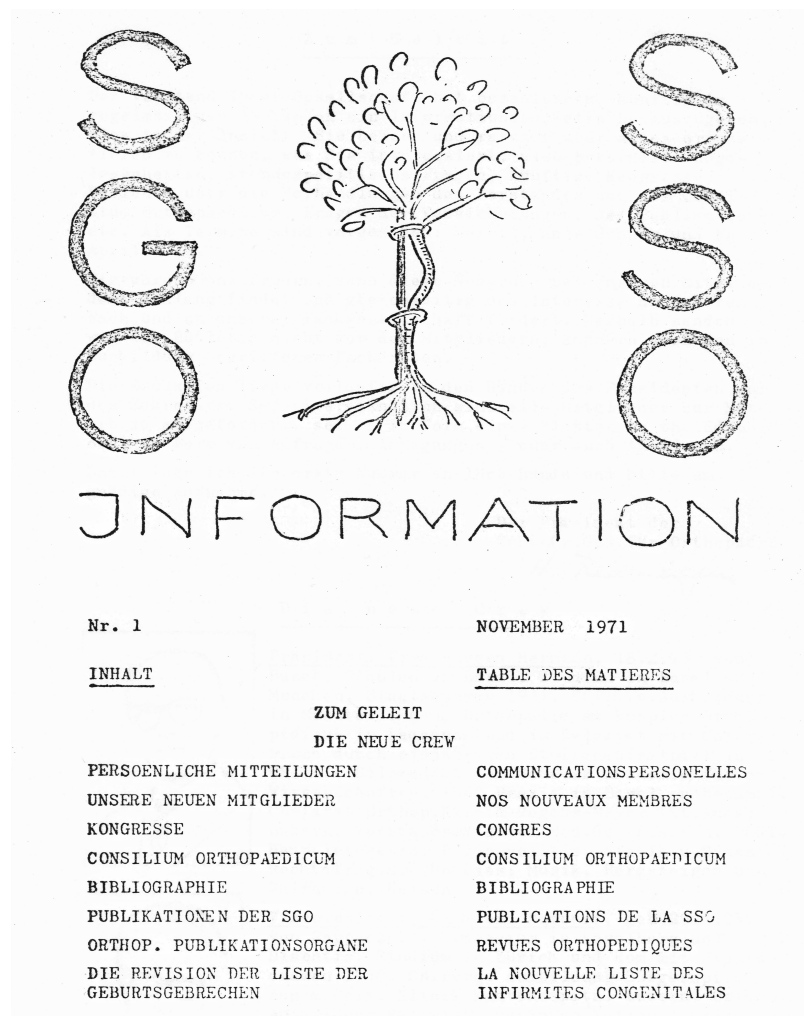 SGO
SSO
JNFORMATION
Nr. 1
NOVEMBER 1971
INHALT
TABLE DES MATIERES
ZUM GELEIT
DIE NEUE CREW
PERSOENLICHE MITTEILUNGEN
COMMUNICATIONSPERSONELLES
UNSERE NEUEN MITGLIEDER
NOS NOUVEAUX MEMBRES
KONGRESSE
CONGRES
CONSILIUM ORTHOPAEDICUM
CONSILIUM ORTHOPAEDICUM
BIBLIOGRAPHIE
BIBLIOGRAPHIE
PUBLIKATIONEN DER SGO
PUBLICATIONS DE LA SSO
ORTHOP. PUBLIKATIONSORGANE
REVUES ORTHOPEDIQUES
DIE REVISION DER LISTE DER
GEBURTSGEBRECHEN
LA NOUVELLE LISTE DES
INFIRMITES CONGENITALES